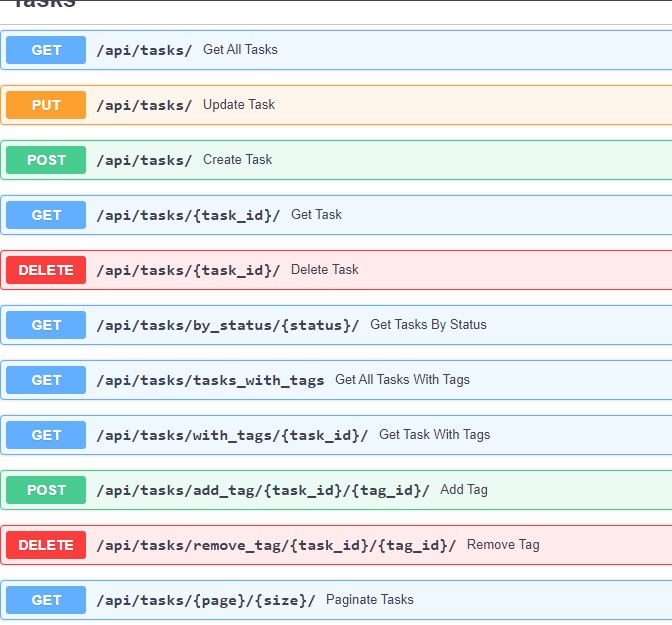 Tasks
GET /api/tasks/ Get All Tasks
PUT /api/tasks/ Update Task
POST /api/tasks/ Create Task
GET /api/tasks/{task_id}/ Get Task
DELETE /api/tasks/{task_id}/ Delete Task
GET /api/tasks/by_status/{status}/ Get Tasks By Status
GET /api/tasks/tasks_with_tags Get All Tasks With Tags
GET /api/tasks/with_tags/{task_id}/ Get Task With Tags
POST /api/tasks/add_tag/{task_id}/{tag_id}/ Add Tag
DELETE /api/tasks/remove_tag/{task_id}/{tag_id}/ Remove Tag
GET /api/tasks/{page}/{size}/ Paginate Tasks